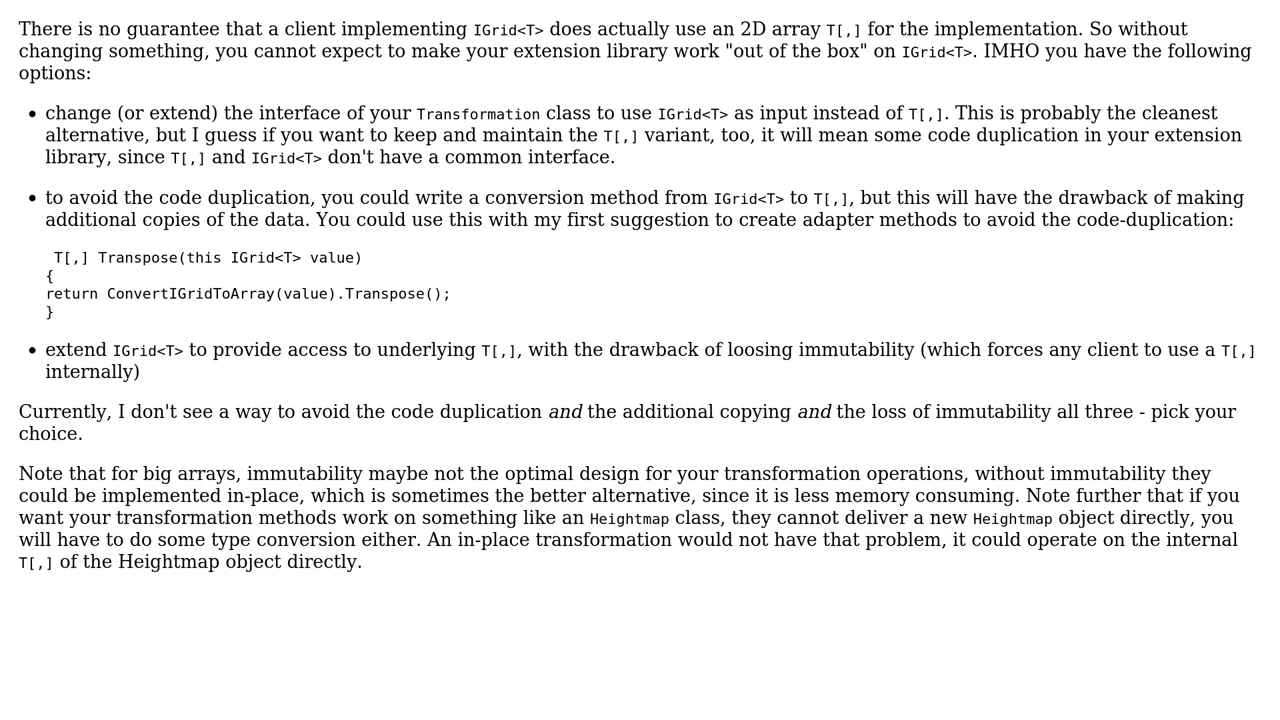 There is no guarantee that a client implementing IGrid<T> does actually use an 2D array T[,] for the implementation. So without
changing something, you cannot expect to make your extension library work "out of the box" on IGrid<T>. IMHO you have the following
options:
• change (or extend) the interface of your Transformation class to use IGrid<T> as input instead of T[,]. This is probably the cleanest
alternative, but I guess if you want to keep and maintain the T[,] variant, too, it will mean some code duplication in your extension
library, since T[,] and IGrid<T> don't have a common interface.
• to avoid the code duplication, you could write a conversion method from IGrid<T> to T[,], but this will have the drawback of making
additional copies of the data. You could use this with my first suggestion to create adapter methods to avoid the code-duplication:
T[,] Transpose(this IGrid<T> value)
{
return ConvertIGridToArray(value).Transpose();
}
• extend IGrid<T> to provide access to underlying T[,], with the drawback of loosing immutability (which forces any client to use a T[,]
internally)
Currently, I don't see a way to avoid the code duplication and the additional copying and the loss of immutability all three - pick your
choice.
Note that for big arrays, immutability maybe not the optimal design for your transformation operations, without immutability they
could be implemented in-place, which is sometimes the better alternative, since it is less memory consuming. Note further that if you
want your transformation methods work on something like an Heightmap class, they cannot deliver a new Heightmap object directly, you
will have to do some type conversion either. An in-place transformation would not have that problem, it could operate on the internal
T[,] of the Heightmap object directly.